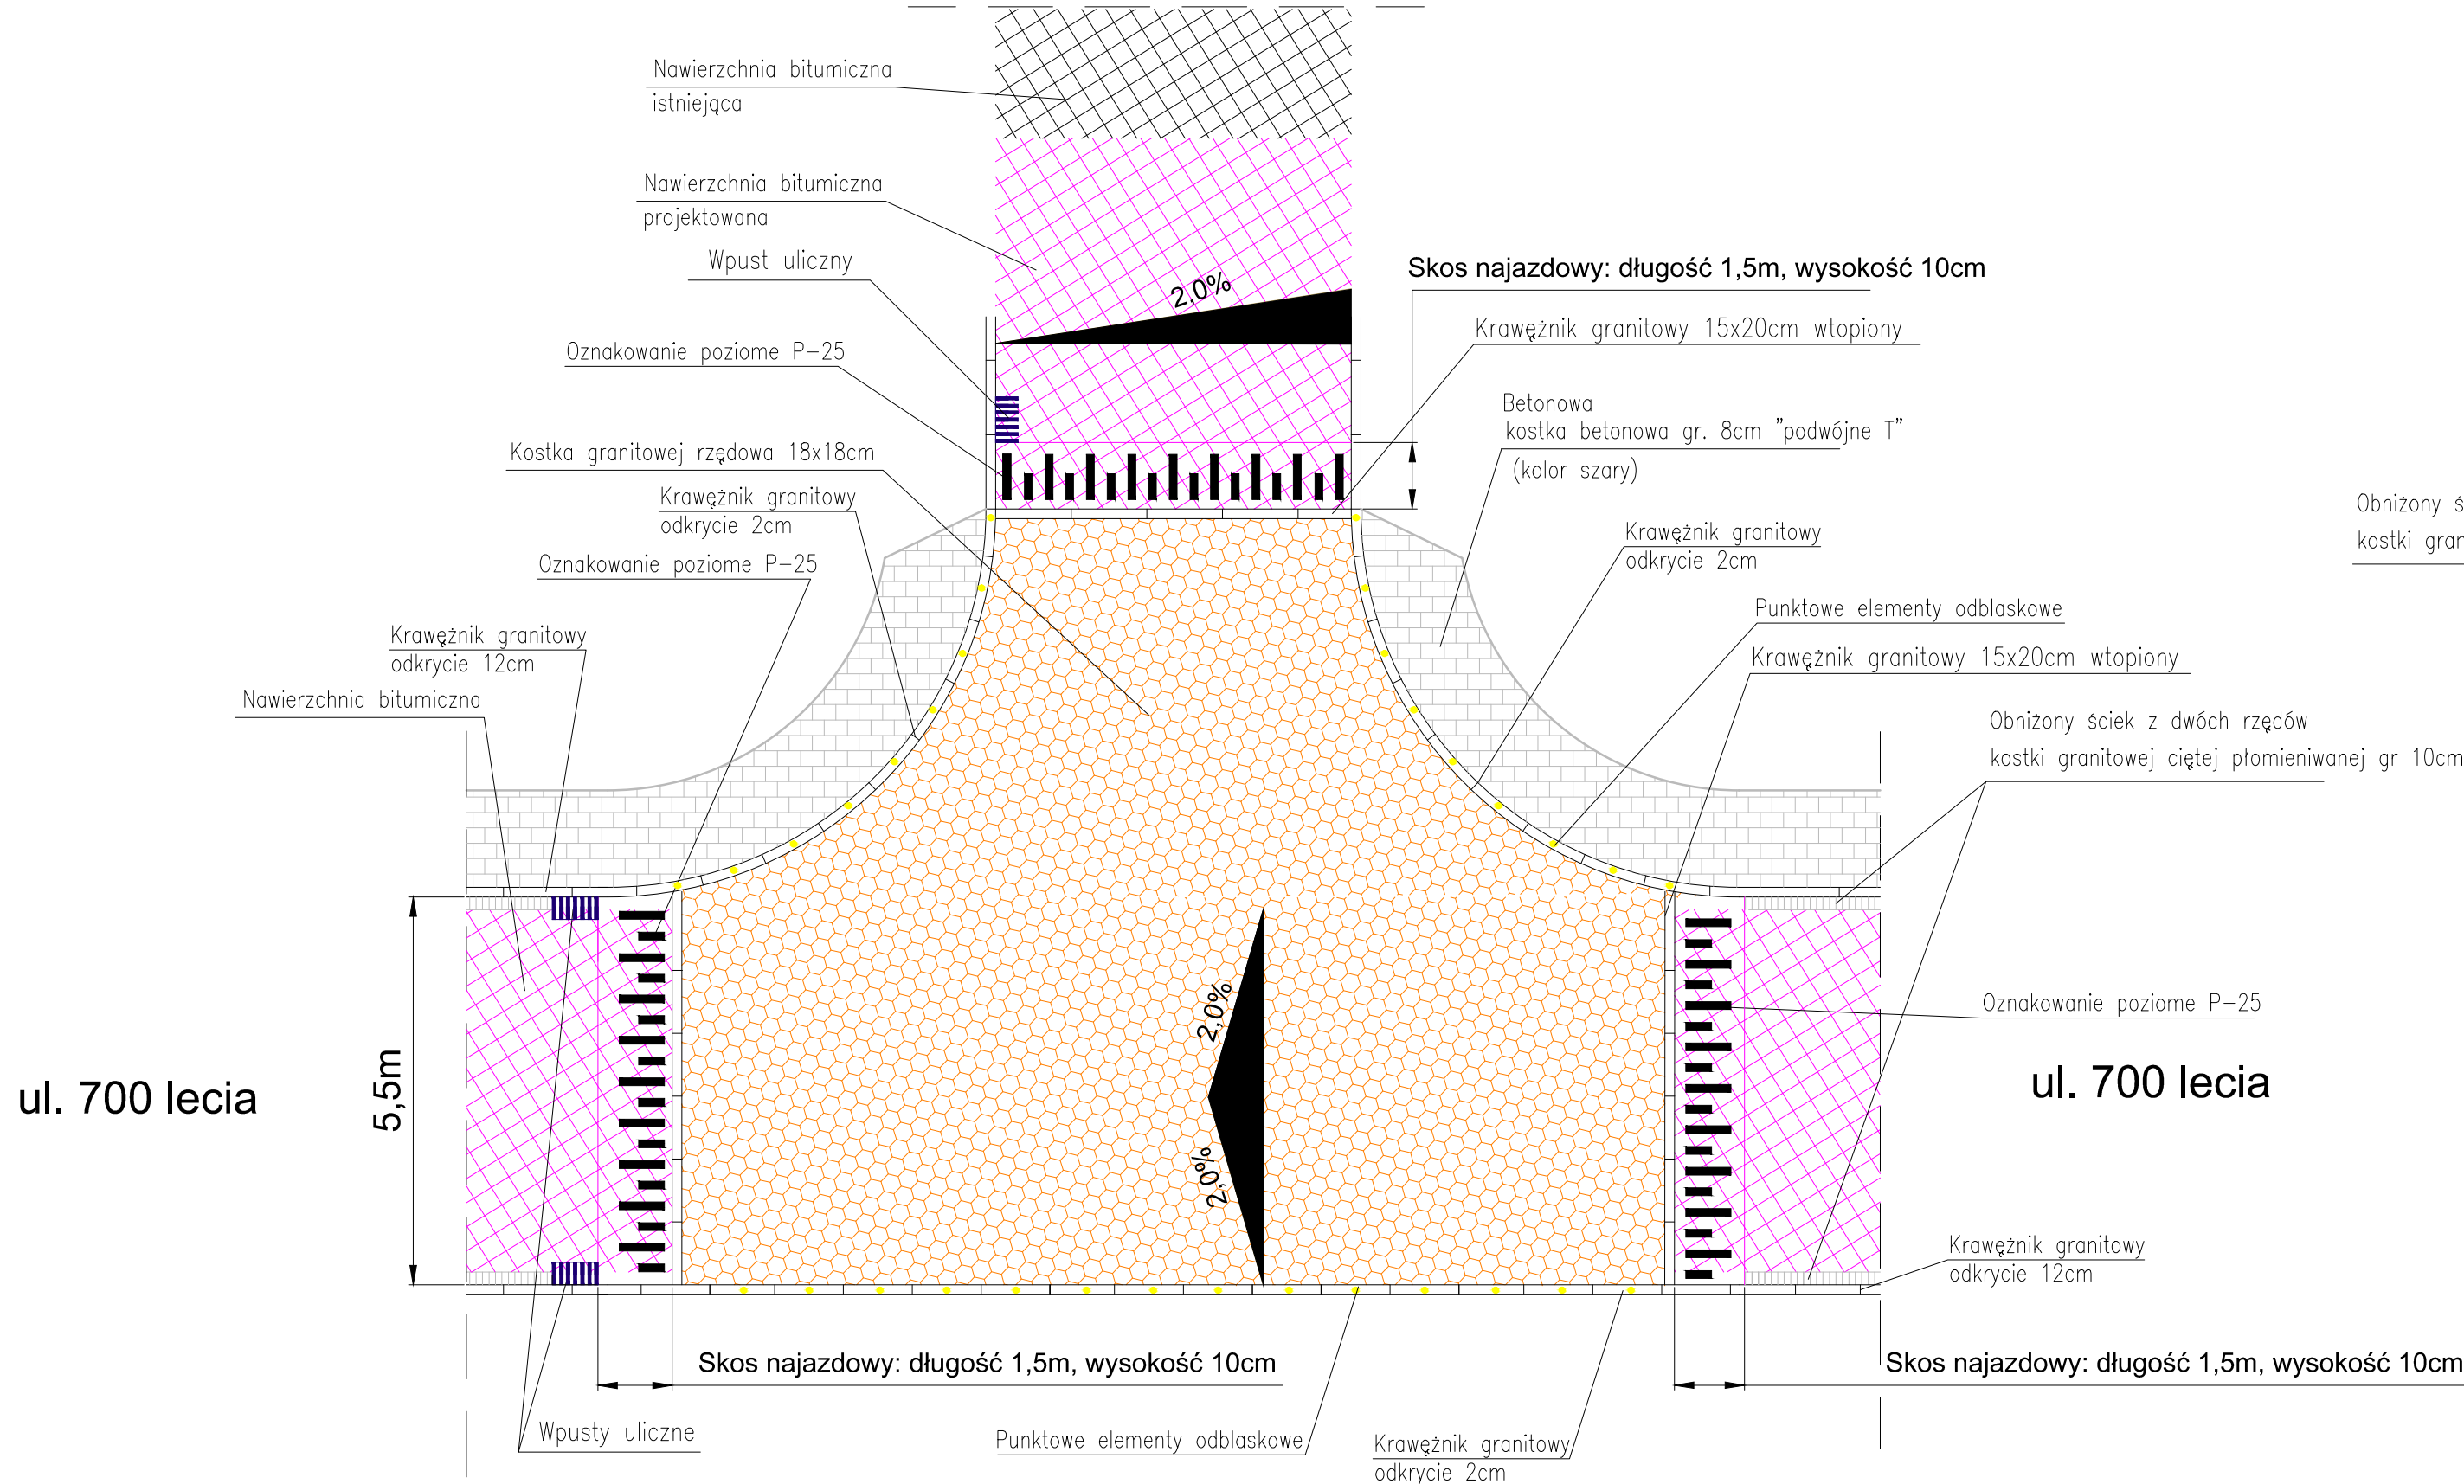 Nawierzchnia bitumiczna
istniejąca
Nawierzchnia bitumiczna
projektowana
Wpust uliczny
Skos najazdowy: długość 1,5m, wysokość 10cm
2,0%
Krawężnik granitowy 15x20cm wtopiony
Oznakowanie poziome P-25
Betonowa
kostka betonowa gr. 8cm "podwójne T"
(kolor szary)
Kostka granitowej rzędowa 18x18cm
Krawężnik granitowy
odkrycie 2cm
Obniżony ś
kostki gran
Krawężnik granitowy
odkrycie 2cm
Oznakowanie poziome P-25
Punktowe elementy odblaskowe
Krawężnik granitowy
odkrycie 12cm
Krawężnik granitowy 15x20cm wtopiony
Nawierzchnia bitumiczna
Obniżony ściek z dwóch rzędów
kostki granitowej ciętej płomieniwanej gr 10cm
2,0%
Oznakowanie poziome P-25
ul. 700 lecia
5,5m
ul. 700 lecia
2,0%
Krawężnik granitowy
odkrycie 12cm
Skos najazdowy: długość 1,5m, wysokość 10cm
Skos najazdowy: długość 1,5m, wysokość 10cm
Wpusty uliczne
Punktowe elementy odblaskowe
Krawężnik granitowy
odkrycie 2cm